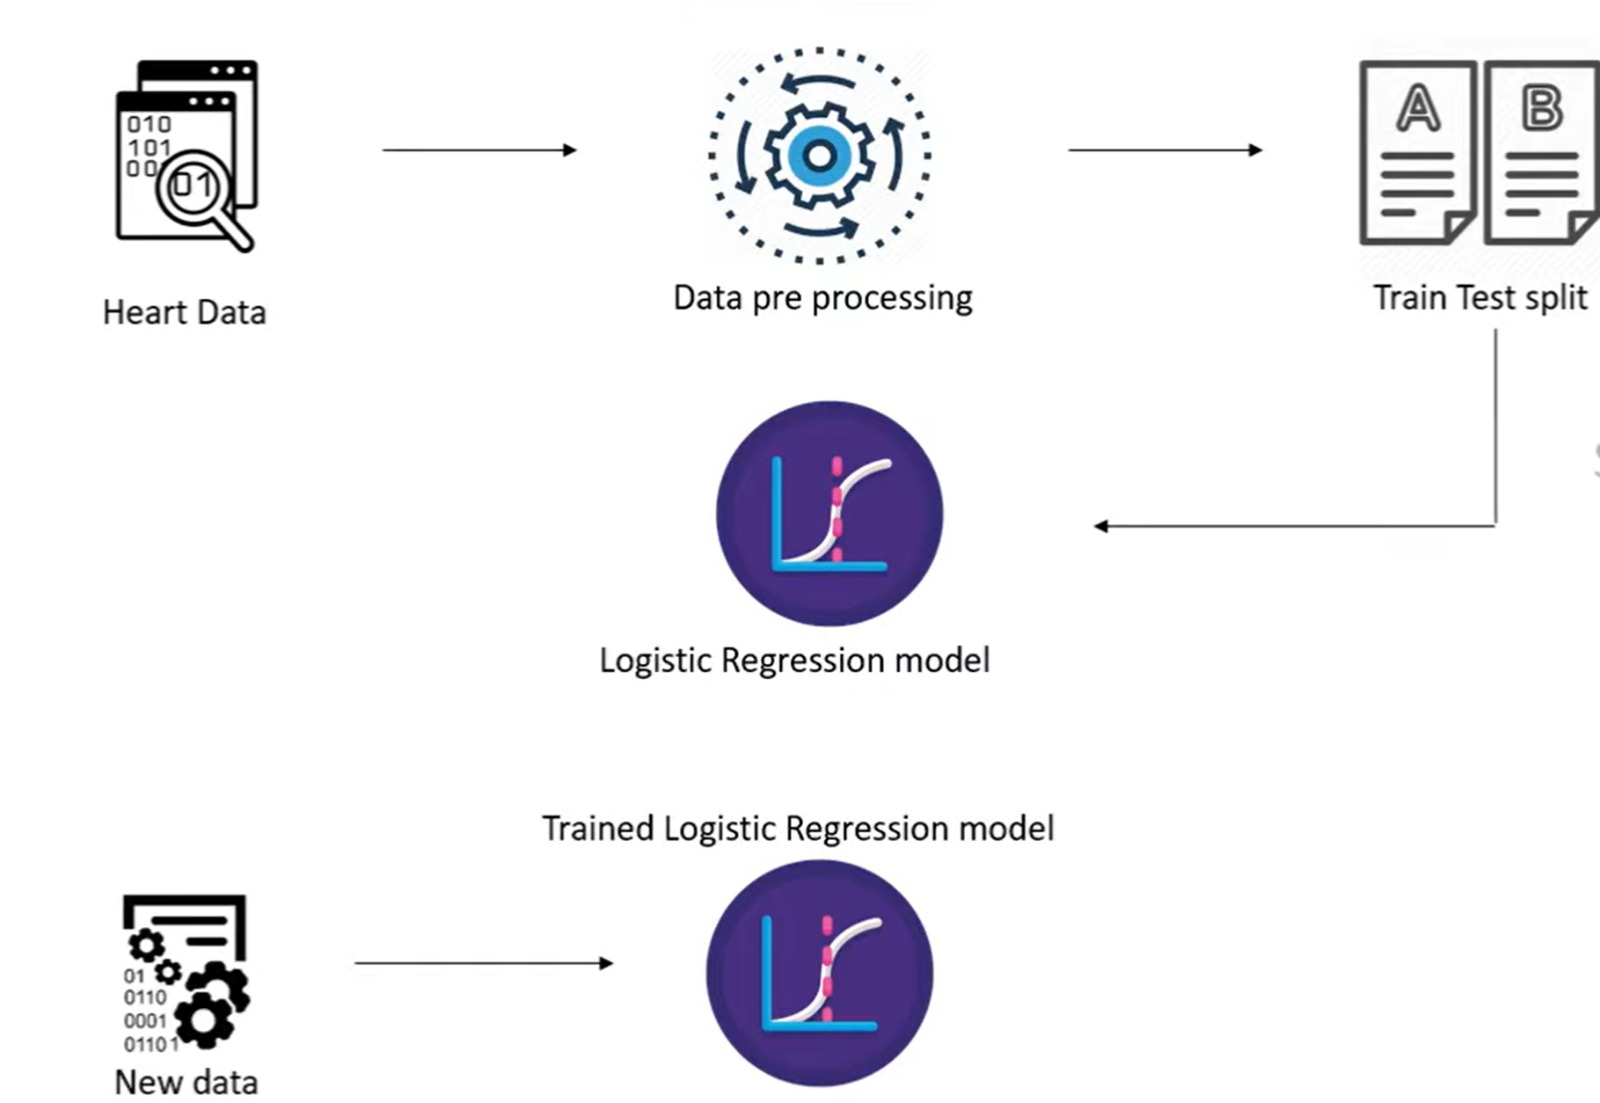 010
101
00
01
A
B
Heart Data
Data pre processing
Train Test split
Logistic Regression model
Trained Logistic Regression model
01
0110
0001
01101
New data